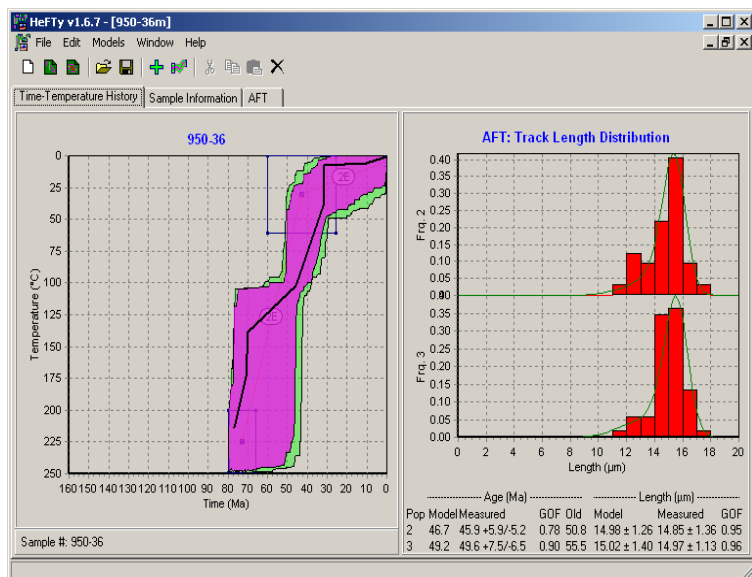 HeFTy v1.6.7 - [950-36m]
File Edit Models Window Help
Time-Temperature History Sample Information AFT
950-36
0
25
50
75
100
125
150
175
200
225
250
Temperature (°C)
2E
2E
160 150 140 130 120 110 100 90 80 70 60 50 40 30 20 10 0
Time (Ma)
Sample #: 950-36
AFT: Track Length Distribution
0.40
0.35
0.30
0.25
0.20
0.15
0.10
0.05
Frq. 2
0.35
0.30
0.25
0.20
0.15
0.10
0.05
0.00
Frq. 3
0 2 4 6 8 10 12 14 16 18 20
Length (µm)
Age (Ma) Length (µm)
Pop Model Measured GOF Old Model Measured GOF
2 46.7 45.9 +5.9/-5.2 0.78 50.8 14.98 ± 1.26 14.85 ± 1.36 0.95
3 49.2 49.6 +7.5/-6.5 0.90 55.5 15.02 ± 1.40 14.97 ± 1.13 0.96